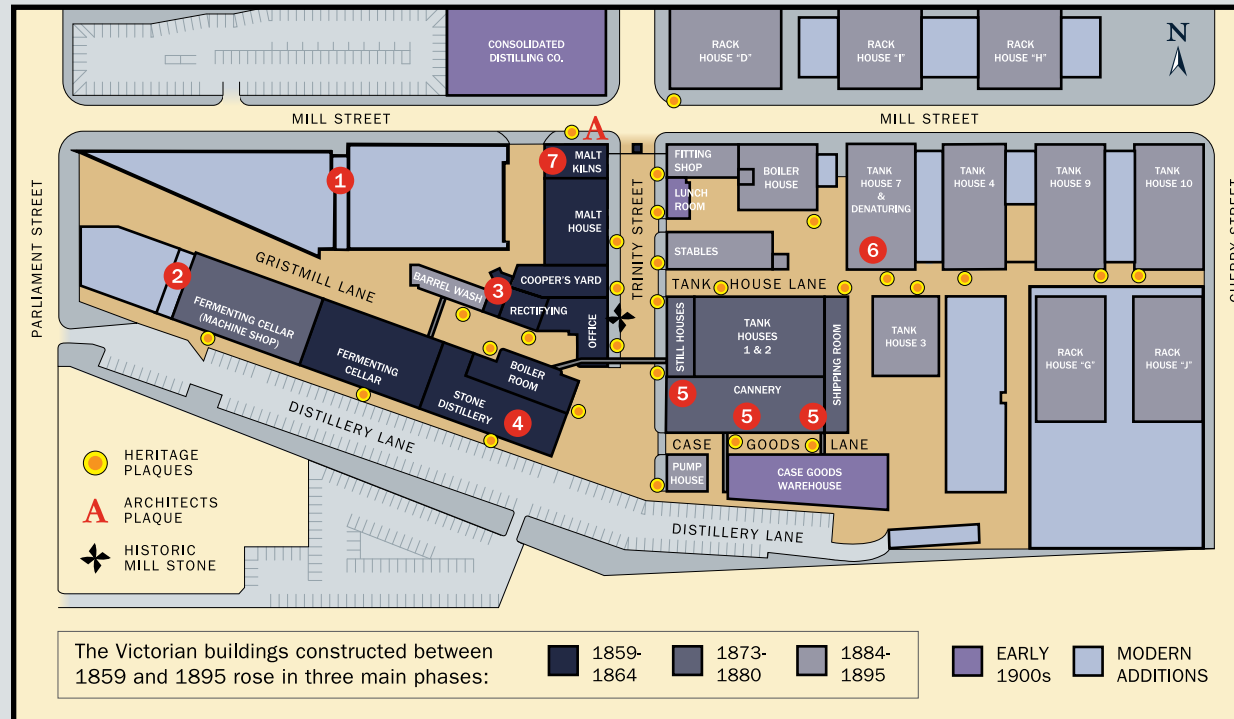 CONSOLIDATED
DISTILLING CO.
RACK
HOUSE "D"
RACK
HOUSE "I"
RACK
HOUSE "H"
N
MILL STREET
A
MILL STREET
PARLIAMENT STREET
1
7
MALT
KILNS
MALT
HOUSE
TRINITY STREET
FITTING
SHOP
LUNCH
ROOM
BOILER
HOUSE
TANK
HOUSE 7
&
DENATURING
6
TANK
HOUSE 4
TANK
HOUSE 9
TANK
HOUSE 10
CHERRY STREET
STABLES
2
GRISTMILL LANE
BARREL WASH
3
COOPER'S YARD
RECTIFYING
OFFICE
TANK HOUSE LANE
FERMENTING CELLAR
(MACHINE SHOP)
FERMENTING
CELLAR
BOILER
ROOM
STONE
DISTILLERY
4
STILL HOUSES
TANK
HOUSES
1 & 2
SHIPPING ROOM
CANNERY
5
5
5
TANK
HOUSE 3
RACK
HOUSE "G"
RACK
HOUSE "J"
DISTILLERY LANE
CASE GOODS LANE
PUMP
HOUSE
CASE GOODS
WAREHOUSE
DISTILLERY LANE
HERITAGE
PLAQUES
A
ARCHITECTS
PLAQUE
HISTORIC
MILL STONE
The Victorian buildings constructed between
1859 and 1895 rose in three main phases:
1859-
1864
1873-
1880
1884-
1895
EARLY
1900s
MODERN
ADDITIONS